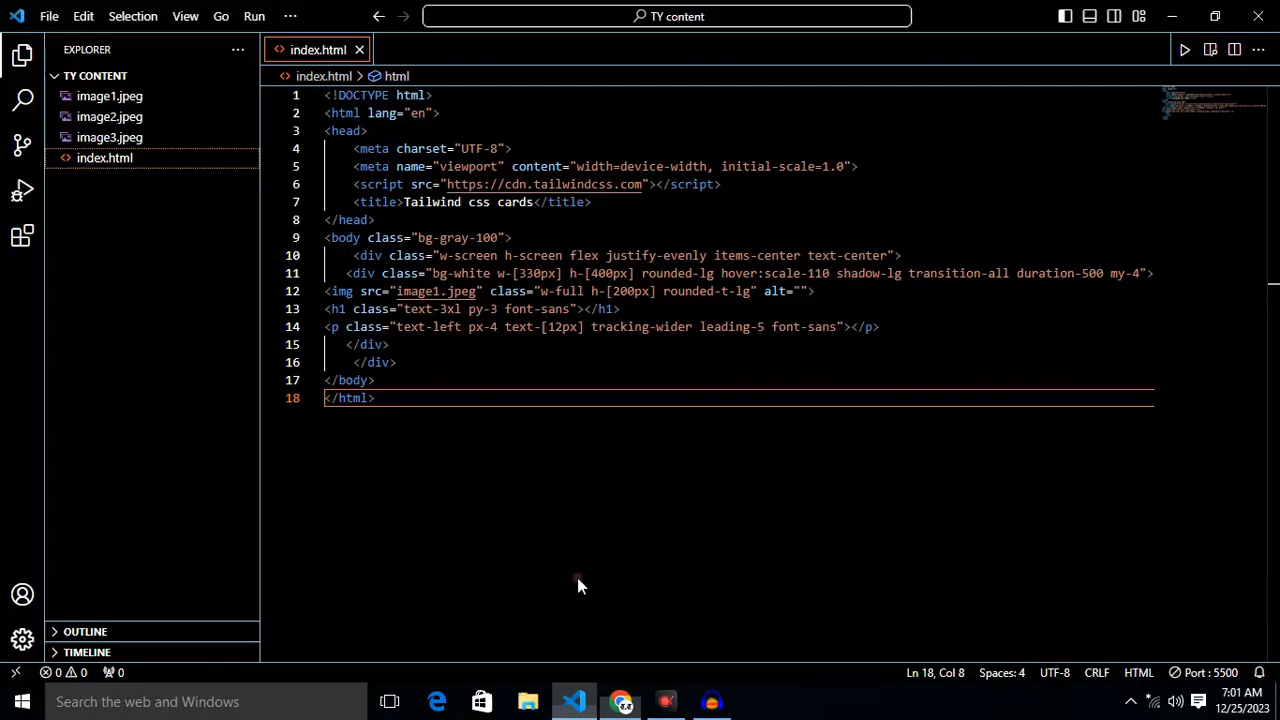 File Edit Selection View Go Run ··· TY content
EXPLORER ···
TY CONTENT
image1.jpeg
image2.jpeg
image3.jpeg
index.html
OUTLINE
TIMELINE
index.html
index.html > html
1 <!DOCTYPE html>
2 <html lang="en">
3 <head>
4 <meta charset="UTF-8">
5 <meta name="viewport" content="width=device-width, initial-scale=1.0">
6 <script src="https://cdn.tailwindcss.com"></script>
7 <title>Tailwind css cards</title>
8 </head>
9 <body class="bg-gray-100">
10 <div class="w-screen h-screen flex justify-evenly items-center text-center">
11 <div class="bg-white w-[330px] h-[400px] rounded-lg hover:scale-110 shadow-lg transition-all duration-500 my-4">
12 <img src="image1.jpeg" class="w-full h-[200px] rounded-t-lg" alt="">
13 <h1 class="text-3xl py-3 font-sans"></h1>
14 <p class="text-left px-4 text-[12px] tracking-wider leading-5 font-sans"></p>
15 </div>
16 </div>
17 </body>
18 </html>
0 0 0 Ln 18, Col 8 Spaces: 4 UTF-8 CRLF HTML Port : 5500
Search the web and Windows
7:01 AM
12/25/2023